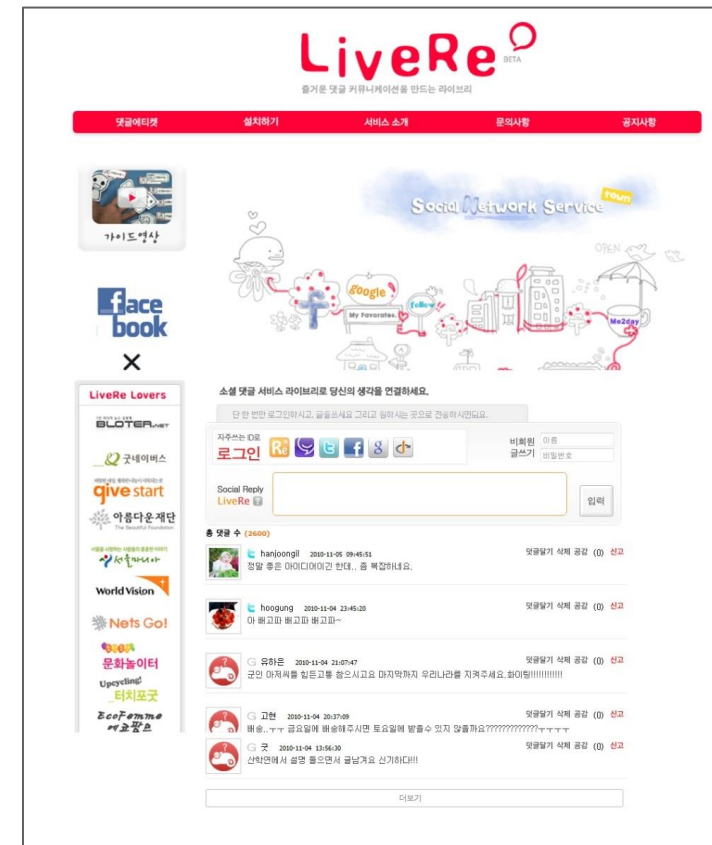 LiveRe
BETA
즐거운 댓글 커뮤니케이션을 만드는 라이브리
댓글에티켓 설치하기 서비스 소개 문의사항 공지사항
가이드영상
Social Network Service
town
OPEN
google
follow!!
My Favorates.
Me2day
facebook
×
LiveRe Lovers
BLOTER.NET
굿네이버스
give start
아름다운재단
The Beautiful Foundation
World Vision
Nets Go!
문화놀이터
Upcycling!
터치포굿
Ecofemme
에코팜므
소셜 댓글 서비스 라이브리로 당신의 생각을 연결하세요.
단 한 번만 로그인하시고, 글을쓰세요 그리고 원하시는 곳으로 전송하시면되요.
자주쓰는 ID로
로그인
비회원
글쓰기
이름
비밀번호
Social Reply
LiveRe ?
입력
총 댓글 수 (2600)
hanjoongil 2010-11-05 09:45:51 댓글달기 삭제 공감 (0) 신고
정말 좋은 아이디어이긴 한데.. 좀 복잡하네요.
hoogung 2010-11-04 23:45:20 댓글달기 삭제 공감 (0) 신고
아 배고파 배고파 배고파~
유하은 2010-11-04 21:07:47 댓글달기 삭제 공감 (0) 신고
군인 아저씨들 힘든고통 참으시고요 마지막까지 우리나라를 지켜주세요.화이팅!!!!!!!!!!!!!
고현 2010-11-04 20:37:09 댓글달기 삭제 공감 (0) 신고
배송..ㅜㅜ 금요일에 배송해주시면 토요일에 받을수 있지 않을까요?????????????ㅜㅜㅜㅜ
굿 2010-11-04 13:56:30 댓글달기 삭제 공감 (0) 신고
산학연에서 설명 들으면서 글남겨요 신기하다!!!
더보기